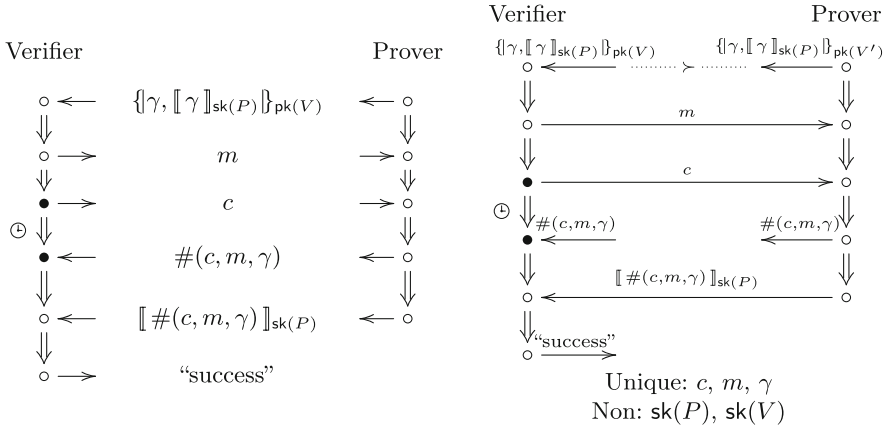 Verifier Prover
{|γ, ⟦γ⟧sk(P)|}pk(V)
m
c
#(c, m, γ)
⟦#(c, m, γ)⟧sk(P)
“success”
Verifier Prover
{|γ, ⟦γ⟧sk(P)|}pk(V) {|γ, ⟦γ⟧sk(P)|}pk(V′)
m
c
#(c,m,γ) #(c,m,γ)
⟦#(c,m,γ)⟧sk(P)
“success”
Unique: c, m, γ
Non: sk(P), sk(V)